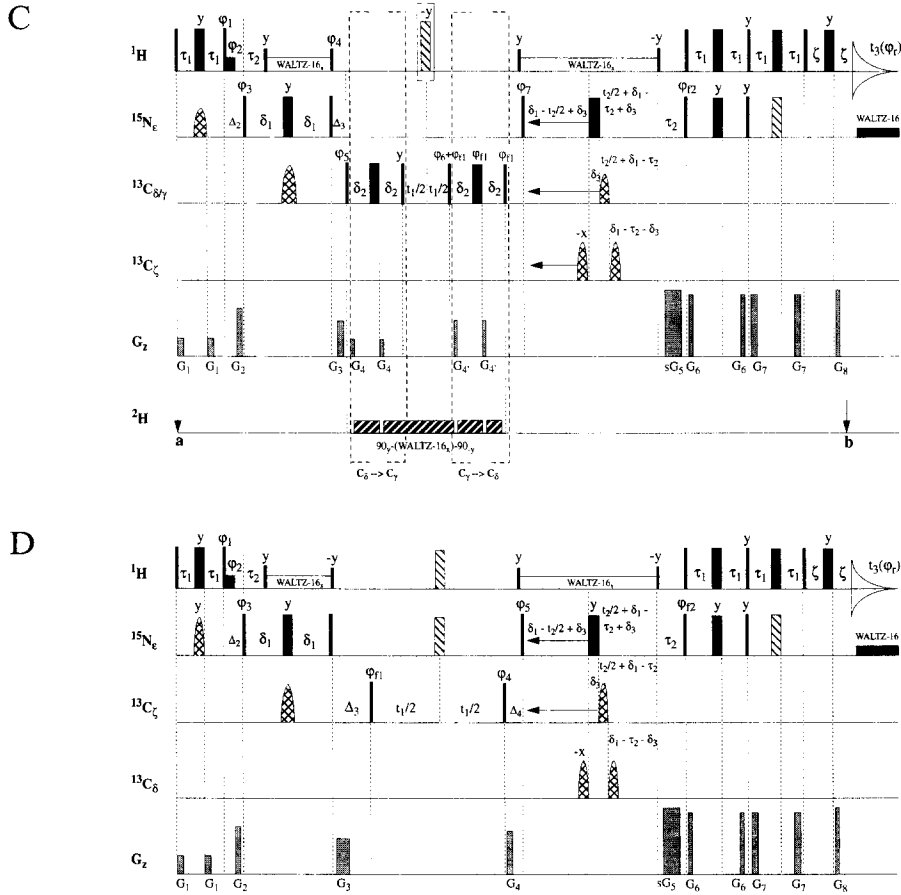 C
y φ1 y φ4 -y y -y y y y
¹H τ1 τ1 φ2 τ2 WALTZ-16x WALTZ-16x τ1 τ1 τ1 τ1 ζ ζ t3(φr)
φ3 y φ7 t2/2 + δ1 - τ2 + δ3 φf2 y y
¹⁵Nε y Δ2 δ1 δ1 Δ3 δ1 - t2/2 + δ3 τ2 WALTZ-16
φ5 y φ6+φf1 φf1 φf1 t2/2 + δ1 - τ2
¹³Cδ/γ δ2 δ2 t1/2 t1/2 δ2 δ2 δ3
-x δ1 - τ2 - δ3
¹³Cζ
Gz
G1 G1 G2 G3 G4 G4 G4' G4' sG5 G6 G6 G7 G7 G8
²H
a b
90y-(WALTZ-16x)-90-y
Cδ --> Cγ Cγ --> Cδ
D
y φ1 y -y y -y y y y
¹H τ1 τ1 φ2 τ2 WALTZ-16x WALTZ-16x τ1 τ1 τ1 τ1 ζ ζ t3(φr)
φ3 y φ5 y t2/2 + δ1 - τ2 + δ3 φf2 y y
¹⁵Nε y Δ2 δ1 δ1 δ1 - t2/2 + δ3 τ2 WALTZ-16
φf1 φ4 t2/2 + δ1 - τ2
¹³Cζ Δ3 t1/2 t1/2 Δ4 δ3
-x δ1 - τ2 - δ3
¹³Cδ
Gz
G1 G1 G2 G3 G4 sG5 G6 G6 G7 G7 G8